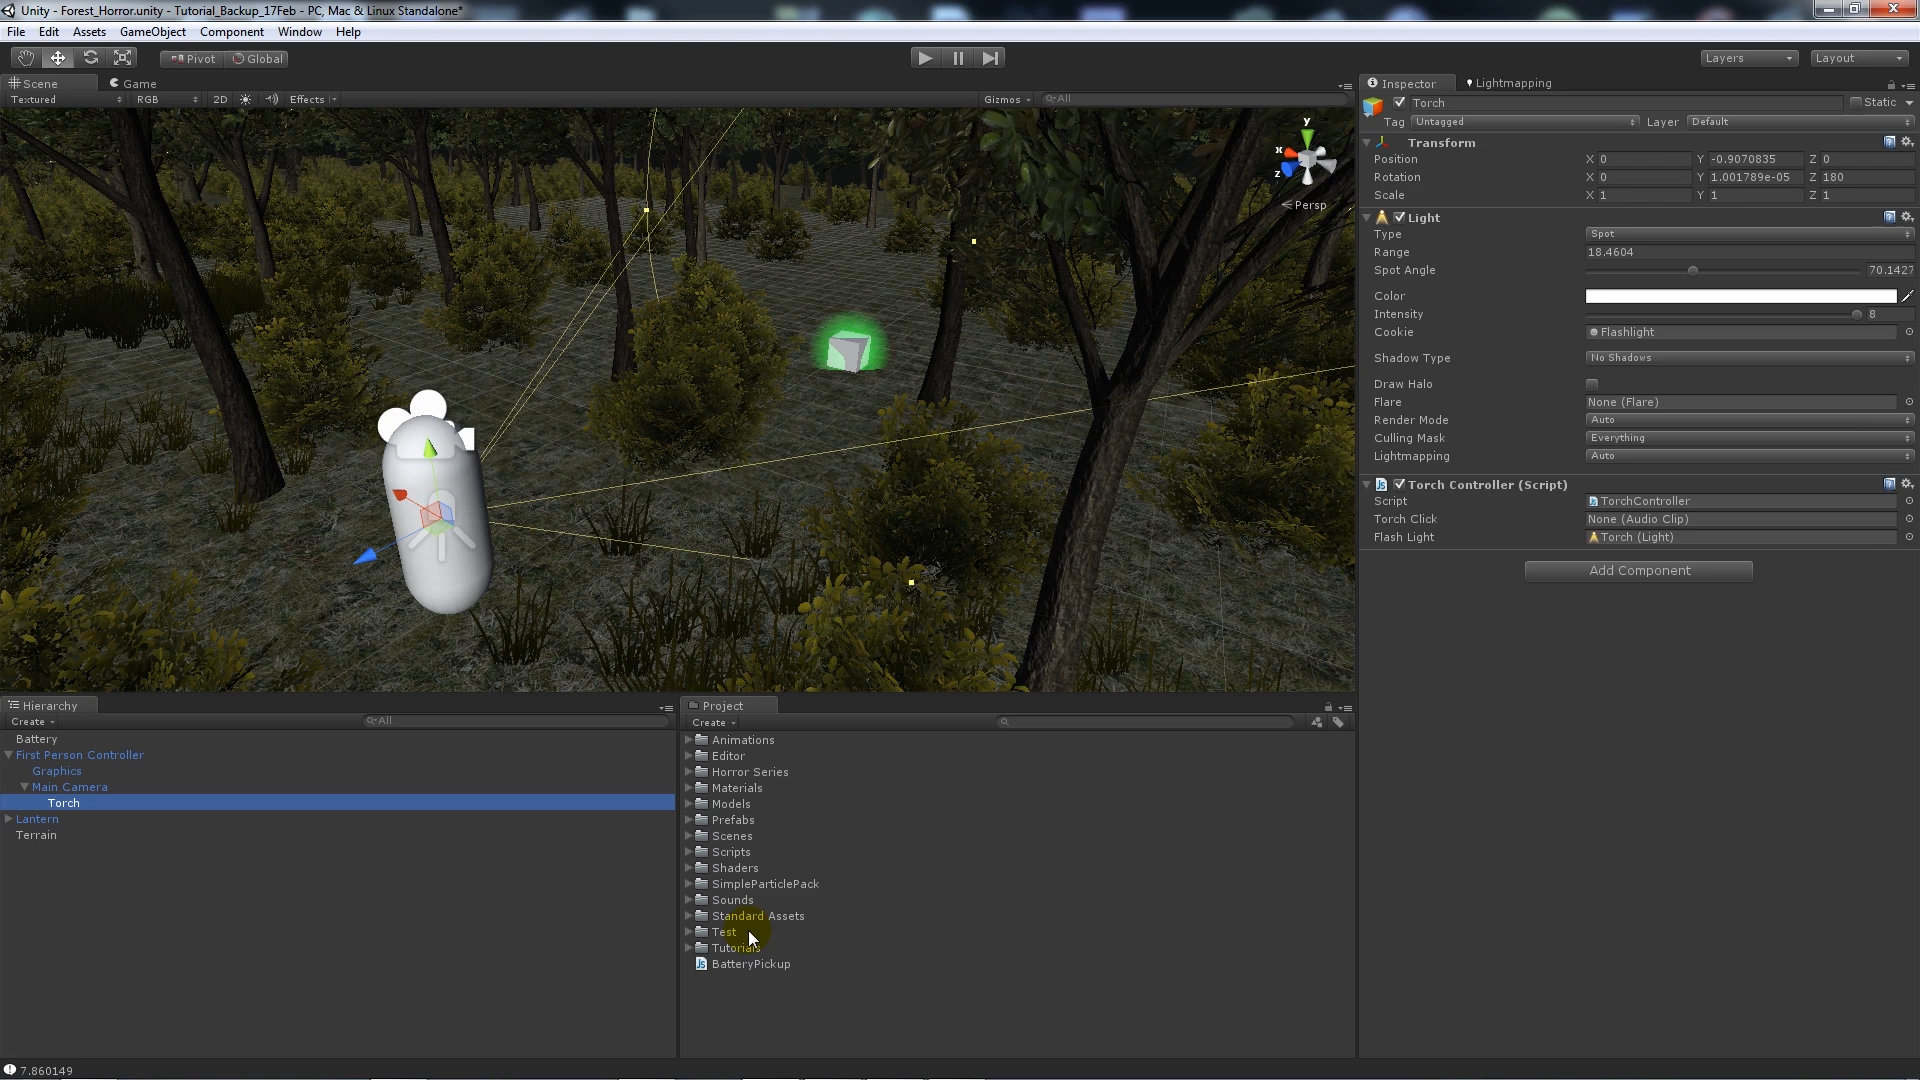 Unity - Forest_Horror.unity - Tutorial_Backup_17Feb - PC, Mac & Linux Standalone*
File Edit Assets GameObject Component Window Help
Pivot Global Layers Layout
Scene Game
Textured RGB 2D Effects Gizmos All
y
x
z
Persp
Inspector Lightmapping
Torch Static
Tag Untagged Layer Default
Transform
Position X 0 Y -0.9070835 Z 0
Rotation X 0 Y 1.001789e-05 Z 180
Scale X 1 Y 1 Z 1
Light
Type Spot
Range 18.4604
Spot Angle 70.1427
Color
Intensity 8
Cookie Flashlight
Shadow Type No Shadows
Draw Halo
Flare None (Flare)
Render Mode Auto
Culling Mask Everything
Lightmapping Auto
Js Torch Controller (Script)
Script TorchController
Torch Click None (Audio Clip)
Flash Light Torch (Light)
Add Component
Hierarchy
Create All
Battery
First Person Controller
Graphics
Main Camera
Torch
Lantern
Terrain
Project
Create
Animations
Editor
Horror Series
Materials
Models
Prefabs
Scenes
Scripts
Shaders
SimpleParticlePack
Sounds
Standard Assets
Test
Tutorials
Js BatteryPickup
7.860149